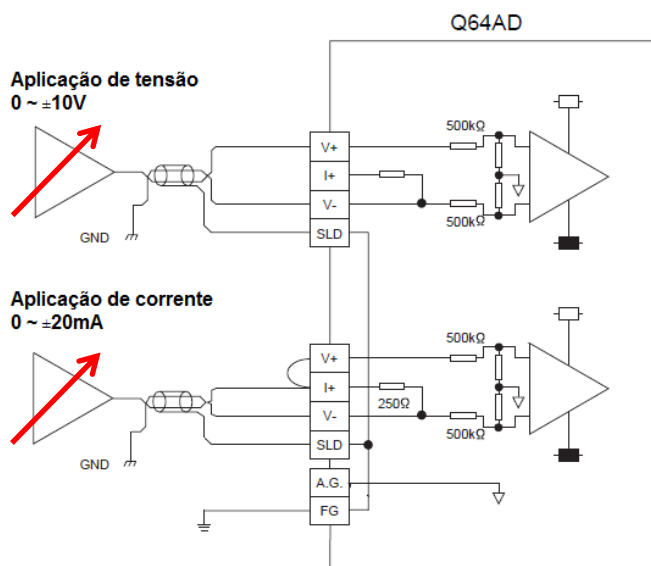 Q64AD
Aplicação de tensão
0 ~ ±10V
V+
I+
V-
SLD
500kΩ
500kΩ
GND
Aplicação de corrente
0 ~ ±20mA
V+
I+
V-
SLD
A.G.
FG
500kΩ
250Ω
500kΩ
GND